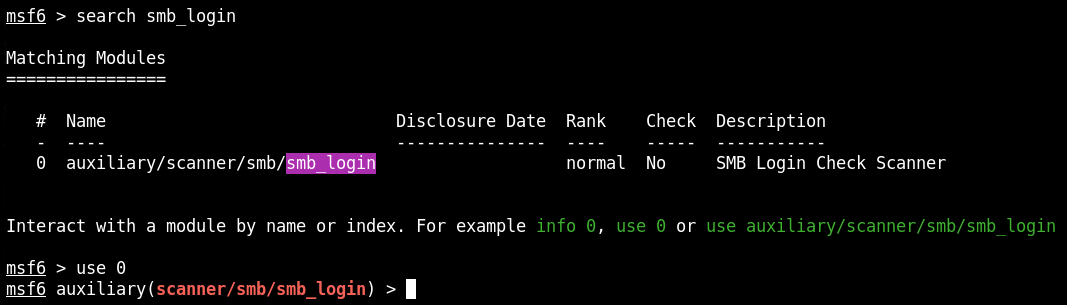 msf6 > search smb_login
Matching Modules
================
#  Name                             Disclosure Date  Rank    Check  Description
-  ----                             ---------------  ----    -----  -----------
0  auxiliary/scanner/smb/smb_login                   normal  No     SMB Login Check Scanner
Interact with a module by name or index. For example info 0, use 0 or use auxiliary/scanner/smb/smb_login
msf6 > use 0
msf6 auxiliary(scanner/smb/smb_login) >